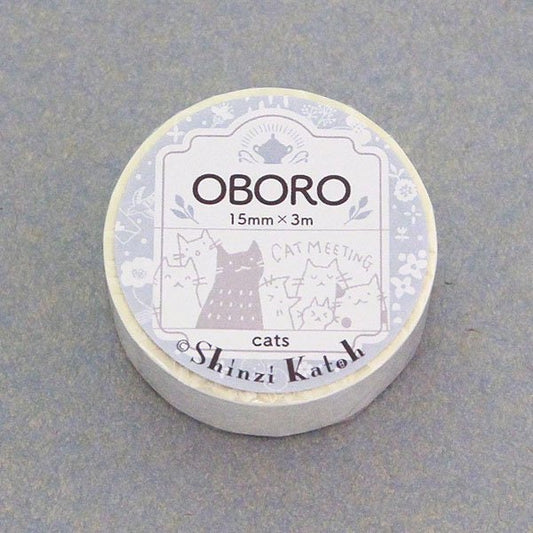 OBORO
15mm×3m
CAT MEETING
cats
©Shinzi Katoh